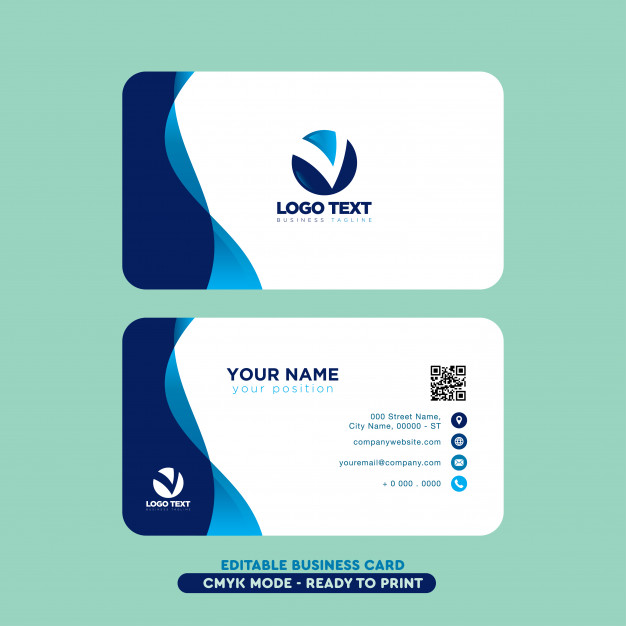 LOGO TEXT
BUSINESS TAGLINE
YOUR NAME
your position
000 Street Name,
City Name, 00000 - ST
companywebsite.com
youremail@company.com
+ 0 000 . 0000
LOGO TEXT
BUSINESS TAGLINE
EDITABLE BUSINESS CARD
CMYK MODE - READY TO PRINT